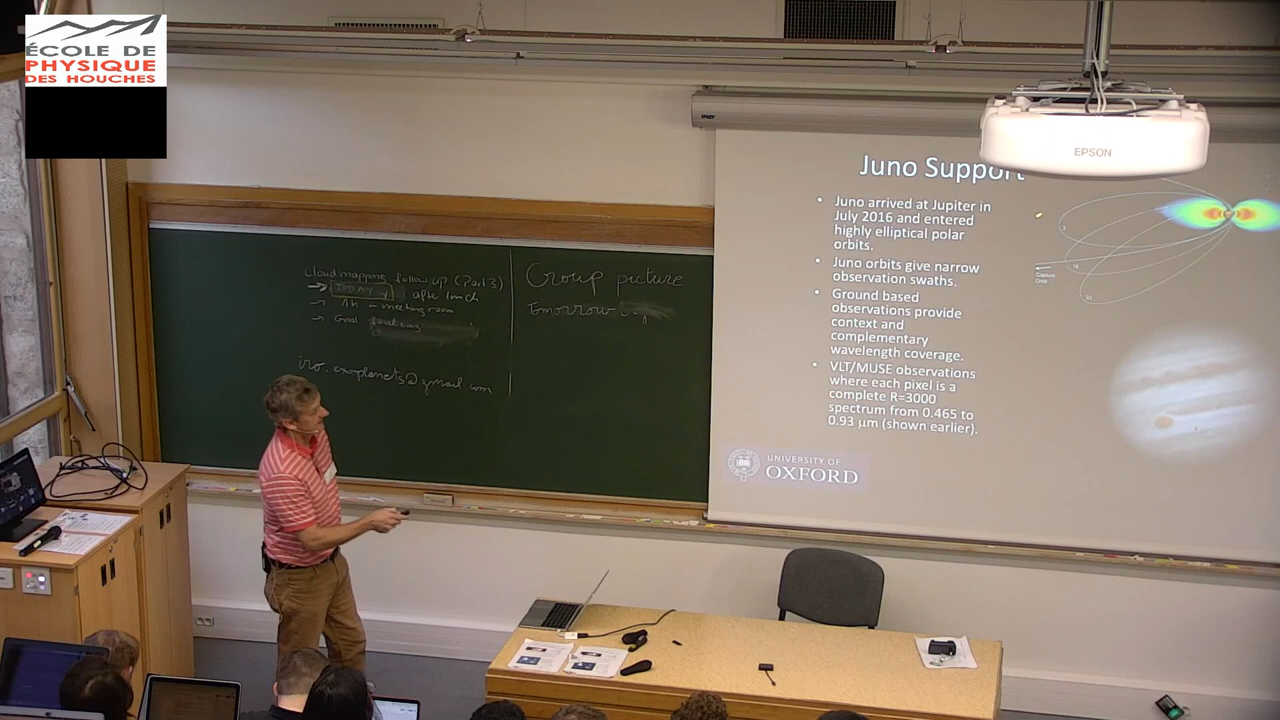 ÉCOLE DE
PHYSIQUE
DES HOUCHES
EPSON
Juno Support
• Juno arrived at Jupiter in
July 2016 and entered
highly elliptical polar
orbits.
• Juno orbits give narrow
observation swaths.
• Ground based
observations provide
context and
complementary
wavelength coverage.
• VLT/MUSE observations
where each pixel is a
complete R=3000
spectrum from 0.465 to
0.93 µm (shown earlier).
Capture
Orbit
UNIVERSITY OF
OXFORD
Cloud mapping follow up (Part 3)
→ TODAY after lunch
→ 1h - meeting room
→ Goal:
Group picture
Tomorrow